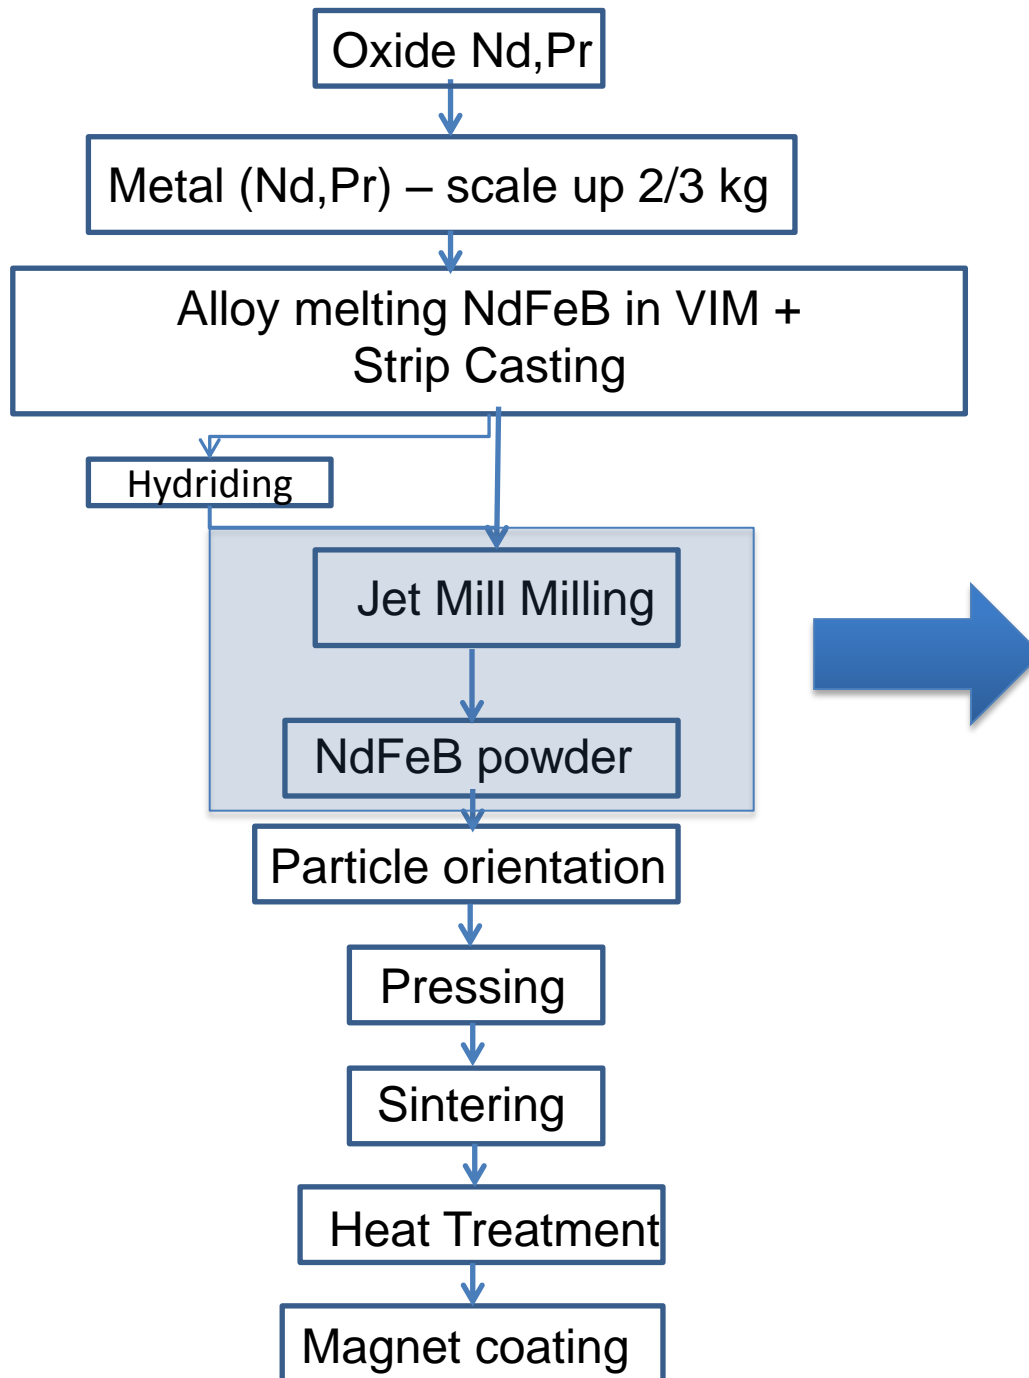 Oxide Nd,Pr
Metal (Nd,Pr) – scale up 2/3 kg
Alloy melting NdFeB in VIM +
Strip Casting
Hydriding
Jet Mill Milling
NdFeB powder
Particle orientation
Pressing
Sintering
Heat Treatment
Magnet coating